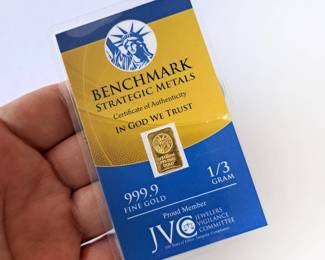 BENCHMARK
STRATEGIC METALS
Certificate of Authenticity
IN GOD WE TRUST
999.9
FINE GOLD
1/3
GRAM
Proud Member
JVC
JEWELERS
VIGILANCE
COMMITTEE